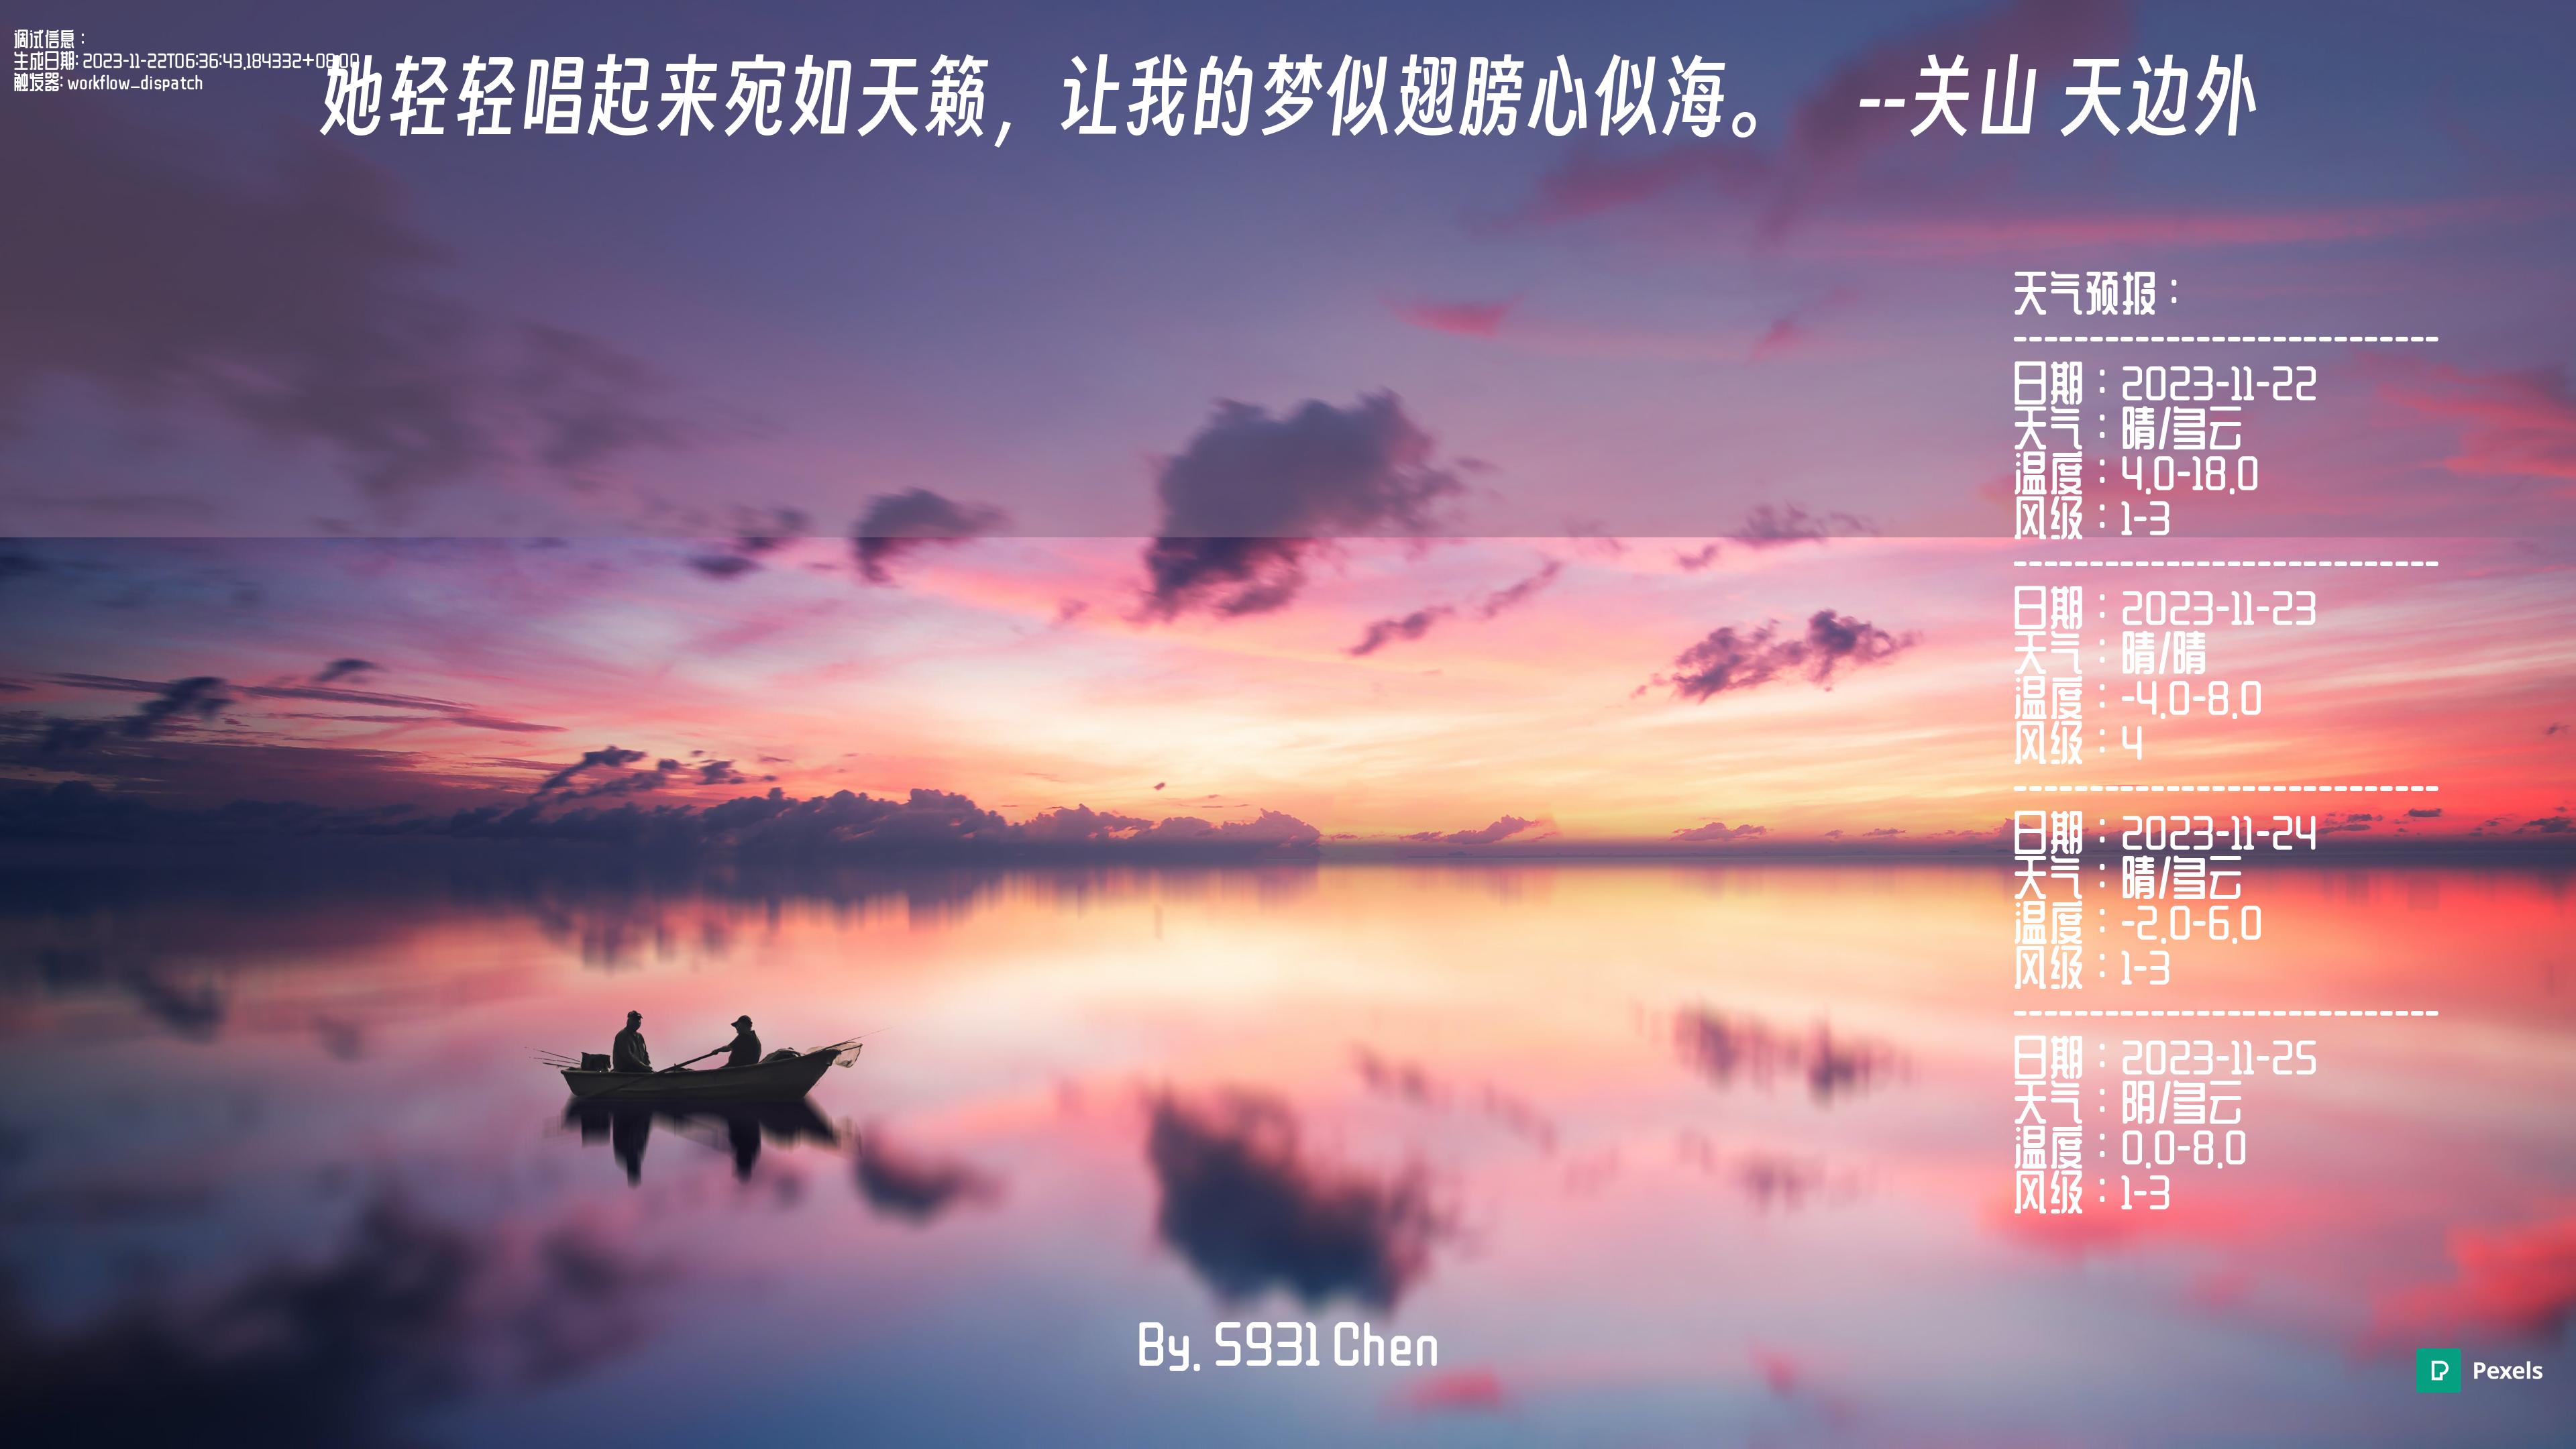 调试信息：
生成日期: 2023-11-22T06:36:43.184332+08:00
触发器: workflow_dispatch
她轻轻唱起来宛如天籁，让我的梦似翅膀心似海。 --关山 天边外
天气预报：
----------------------------
日期：2023-11-22
天气：晴/多云
温度：4.0-18.0
风级：1-3
----------------------------
日期：2023-11-23
天气：晴/晴
温度：-4.0-8.0
风级：4
----------------------------
日期：2023-11-24
天气：晴/多云
温度：-2.0-6.0
风级：1-3
----------------------------
日期：2023-11-25
天气：阴/多云
温度：0.0-8.0
风级：1-3
By. S931 Chen
Pexels